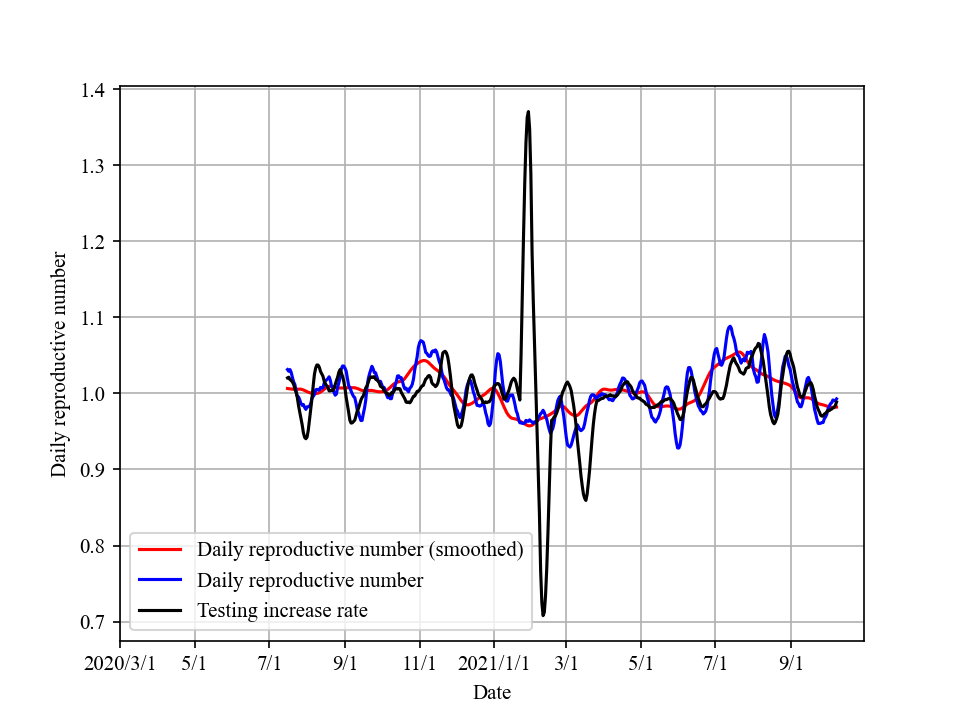 1.4
1.3
1.2
1.1
1.0
0.9
0.8
0.7
Daily reproductive number
Daily reproductive number (smoothed)
Daily reproductive number
Testing increase rate
2020/3/1 5/1 7/1 9/1 11/1 2021/1/1 3/1 5/1 7/1 9/1
Date